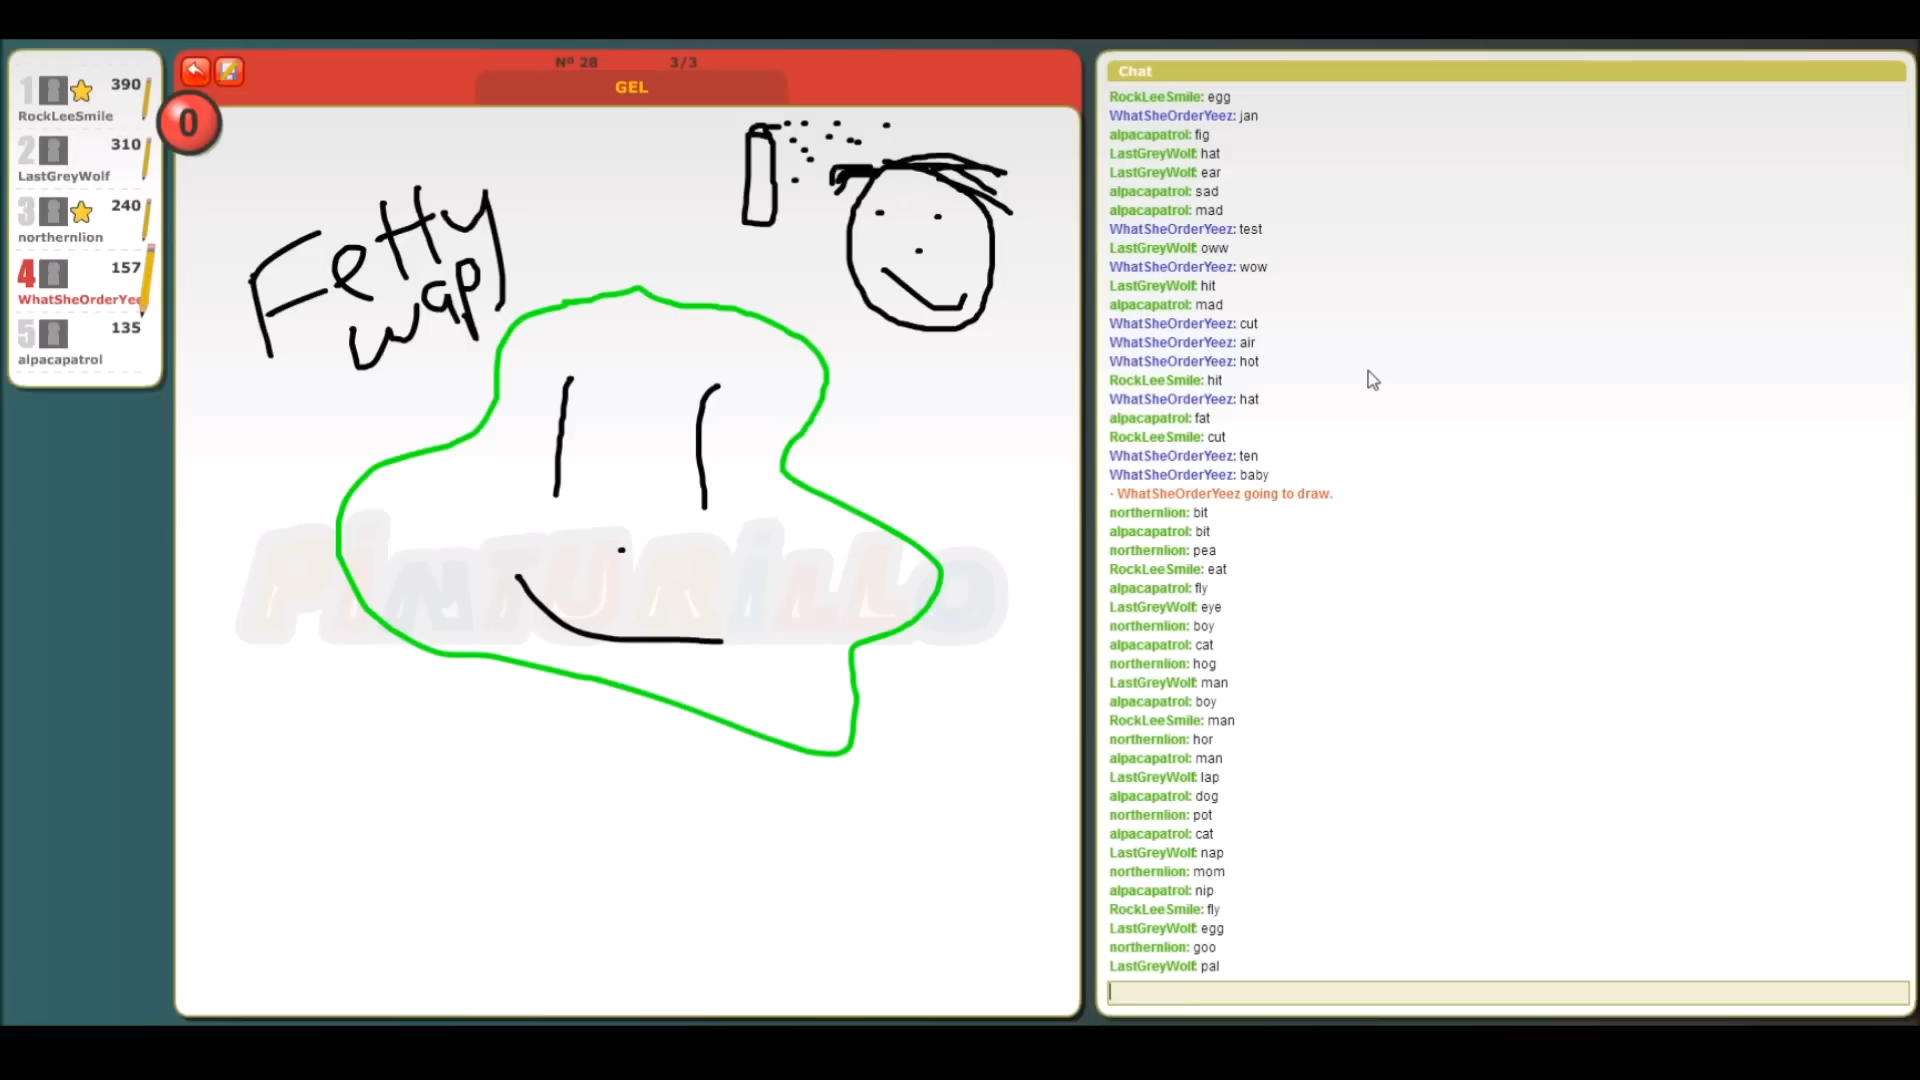 1 390
RockLeeSmile
2 310
LastGreyWolf
3 240
northernlion
4 157
WhatSheOrderYee
5 135
alpacapatrol
0
Nº 28 3/3
GEL
Fetty
wap
PINTURILLO
Chat
RockLeeSmile: egg
WhatSheOrderYeez: jan
alpacapatrol: fig
LastGreyWolf: hat
LastGreyWolf: ear
alpacapatrol: sad
alpacapatrol: mad
WhatSheOrderYeez: test
LastGreyWolf: oww
WhatSheOrderYeez: wow
LastGreyWolf: hit
alpacapatrol: mad
WhatSheOrderYeez: cut
WhatSheOrderYeez: air
WhatSheOrderYeez: hot
RockLeeSmile: hit
WhatSheOrderYeez: hat
alpacapatrol: fat
RockLeeSmile: cut
WhatSheOrderYeez: ten
WhatSheOrderYeez: baby
· WhatSheOrderYeez going to draw.
northernlion: bit
alpacapatrol: bit
northernlion: pea
RockLeeSmile: eat
alpacapatrol: fly
LastGreyWolf: eye
northernlion: boy
alpacapatrol: cat
northernlion: hog
LastGreyWolf: man
alpacapatrol: boy
RockLeeSmile: man
northernlion: hor
alpacapatrol: man
LastGreyWolf: lap
alpacapatrol: dog
northernlion: pot
alpacapatrol: cat
LastGreyWolf: nap
northernlion: mom
alpacapatrol: nip
RockLeeSmile: fly
LastGreyWolf: egg
northernlion: goo
LastGreyWolf: pal